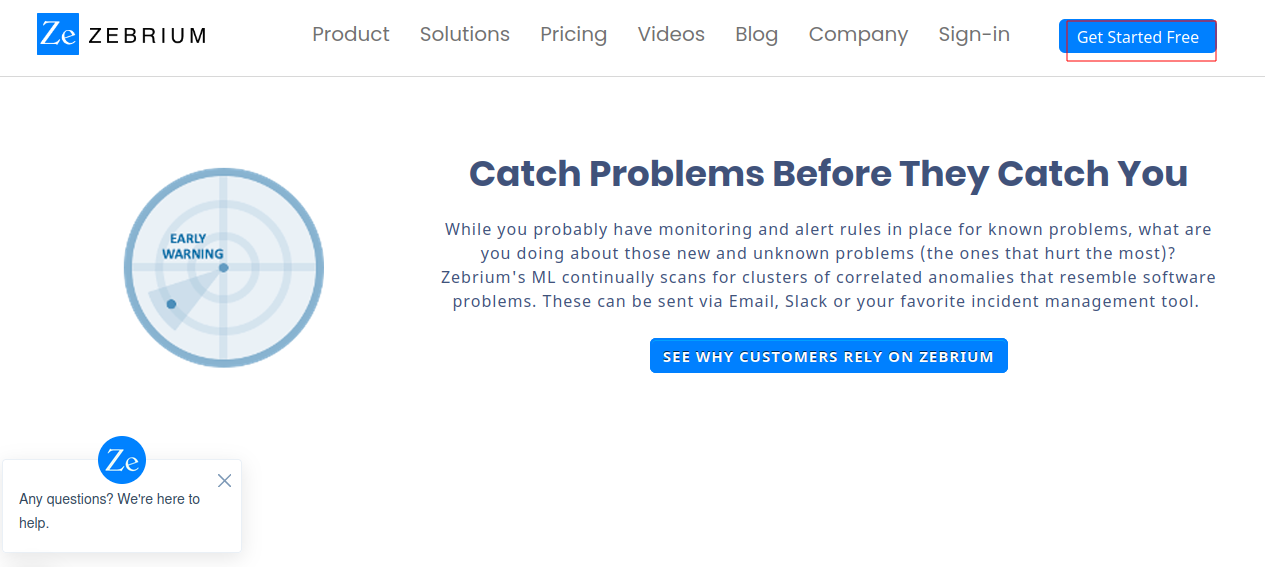 Ze ZEBRIUM
Product Solutions Pricing Videos Blog Company Sign-in Get Started Free
EARLY
WARNING
Catch Problems Before They Catch You
While you probably have monitoring and alert rules in place for known problems, what are
you doing about those new and unknown problems (the ones that hurt the most)?
Zebrium's ML continually scans for clusters of correlated anomalies that resemble software
problems. These can be sent via Email, Slack or your favorite incident management tool.
SEE WHY CUSTOMERS RELY ON ZEBRIUM
Ze
Any questions? We're here to
help.